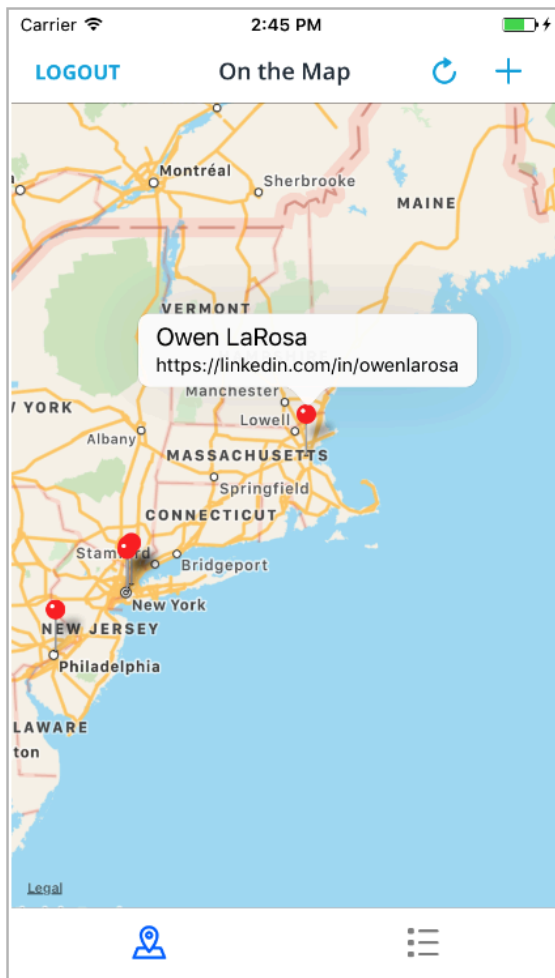 Carrier 2:45 PM
LOGOUT On the Map
Montréal
Sherbrooke
MAINE
VERMONT
Owen LaRosa
https://linkedin.com/in/owenlarosa
Manchester
YORK
Lowell
Albany
MASSACHUSETTS
Springfield
CONNECTICUT
Stamford
Bridgeport
New York
NEW JERSEY
Philadelphia
LAWARE
ton
Legal